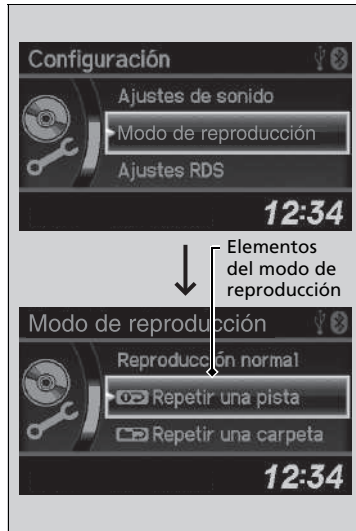 Configuración
Ajustes de sonido
Modo de reproducción
Ajustes RDS
12:34
Elementos
del modo de
reproducción
Modo de reproducción
Reproducción normal
Repetir una pista
Repetir una carpeta
12:34